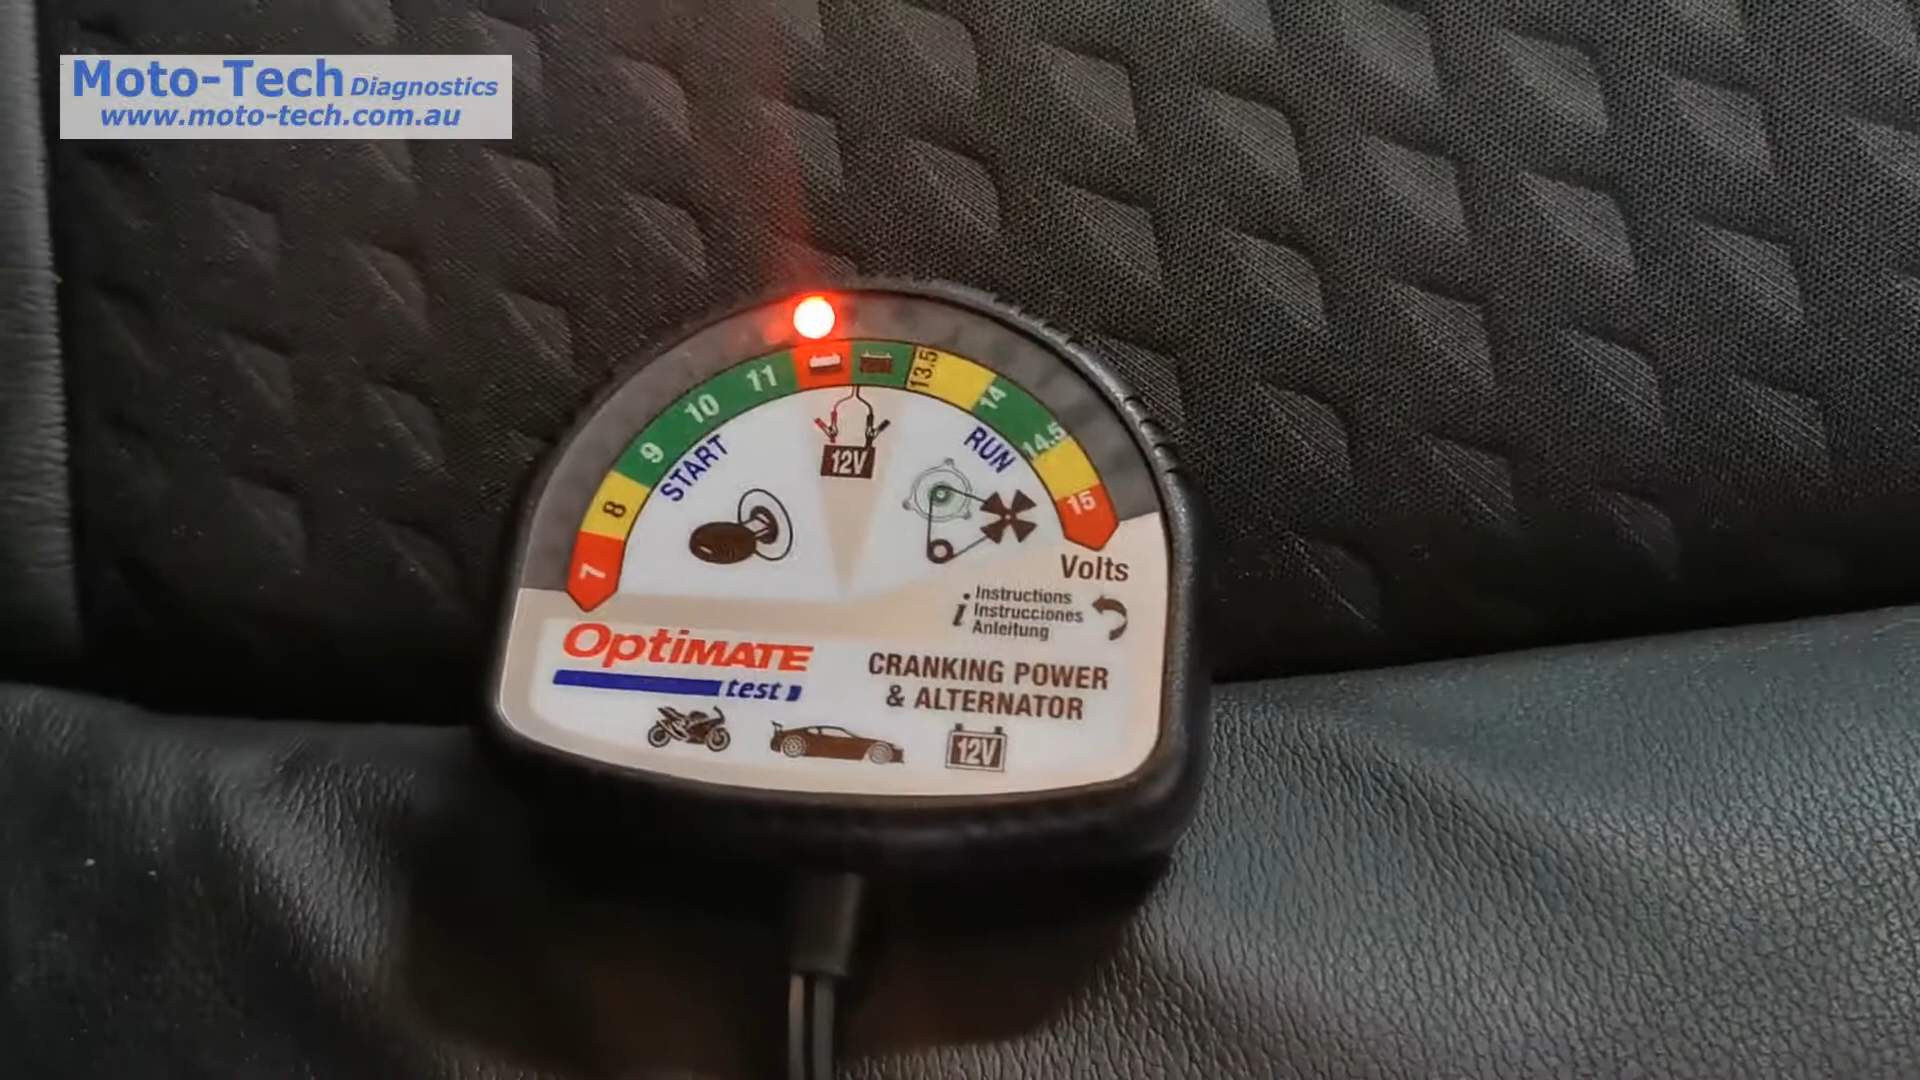 Moto-Tech Diagnostics
www.moto-tech.com.au
7
8
9
10
11
13.5
14
14.5
15
START
12V
RUN
Volts
i Instructions
Instrucciones
Anleitung
OptiMATE
test
CRANKING POWER
& ALTERNATOR
12V